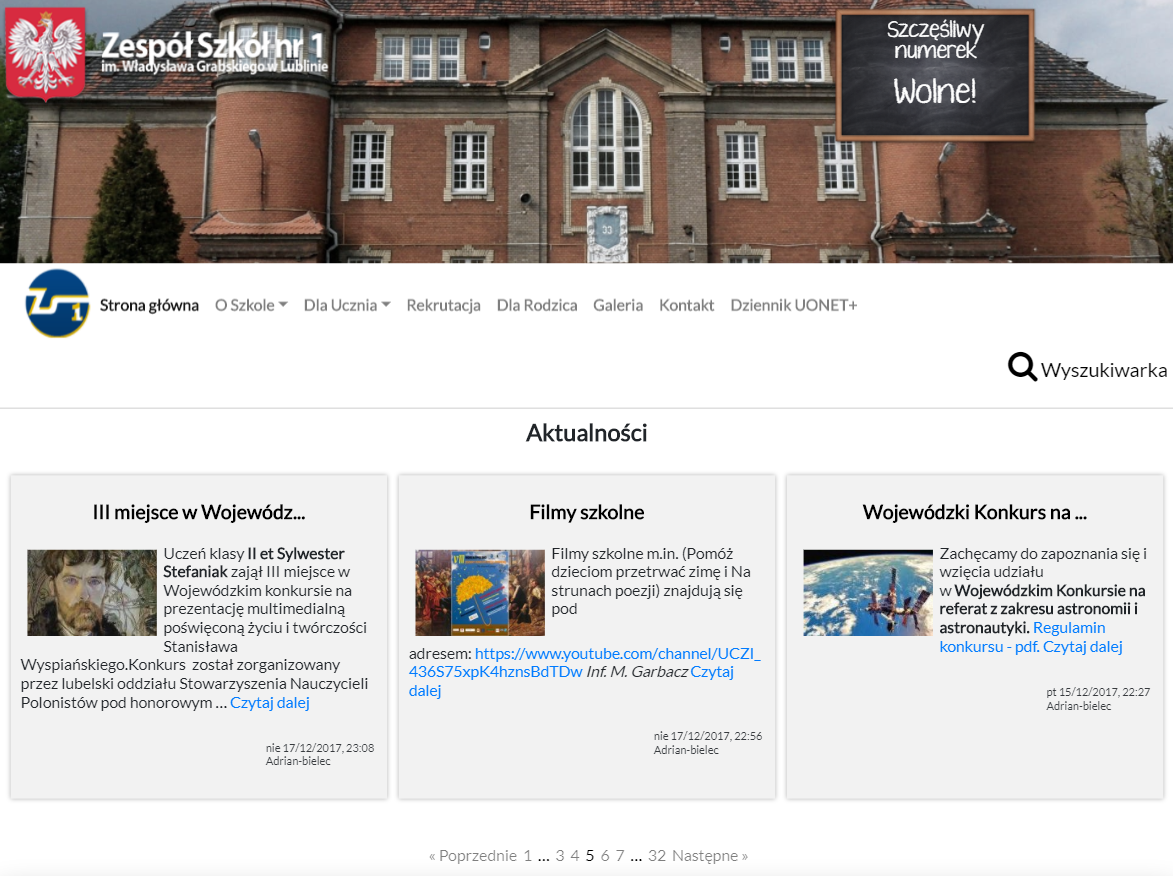 Zespół Szkół nr 1
im. Władysława Grabskiego w Lublinie
Szczęśliwy
numerek
Wolne!
33
ZS1
Strona główna O Szkole Dla Ucznia Rekrutacja Dla Rodzica Galeria Kontakt Dziennik UONET+
Wyszukiwarka
Aktualności
III miejsce w Wojewódz...
Uczeń klasy II et Sylwester
Stefaniak zajął III miejsce w
Wojewódzkim konkursie na
prezentację multimedialną
poświęconą życiu i twórczości
Stanisława
Wyspiańskiego.Konkurs został zorganizowany
przez lubelski oddziału Stowarzyszenia Nauczycieli
Polonistów pod honorowym ... Czytaj dalej
nie 17/12/2017, 23:08
Adrian-bielec
Filmy szkolne
Filmy szkolne m.in. (Pomóż
dzieciom przetrwać zimę i Na
strunach poezji) znajdują się
pod
adresem: https://www.youtube.com/channel/UCZI_
436S75xpK4hznsBdTDw Inf. M. Garbacz Czytaj
dalej
nie 17/12/2017, 22:56
Adrian-bielec
Wojewódzki Konkurs na ...
Zachęcamy do zapoznania się i
wzięcia udziału
w Wojewódzkim Konkursie na
referat z zakresu astronomii i
astronautyki. Regulamin
konkursu - pdf. Czytaj dalej
pt 15/12/2017, 22:27
Adrian-bielec
« Poprzednie 1 ... 3 4 5 6 7 ... 32 Następne »